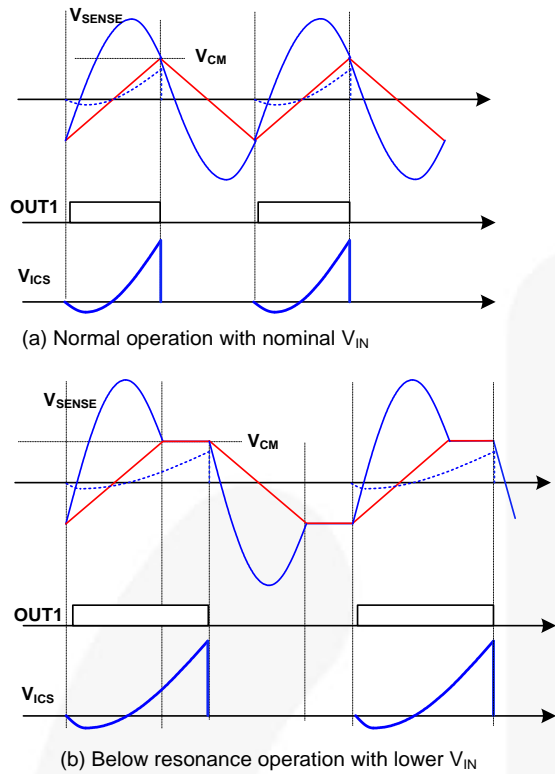 VSENSE
VCM
OUT1
VICS
(a) Normal operation with nominal VIN
VSENSE
VCM
OUT1
VICS
(b) Below resonance operation with lower VIN